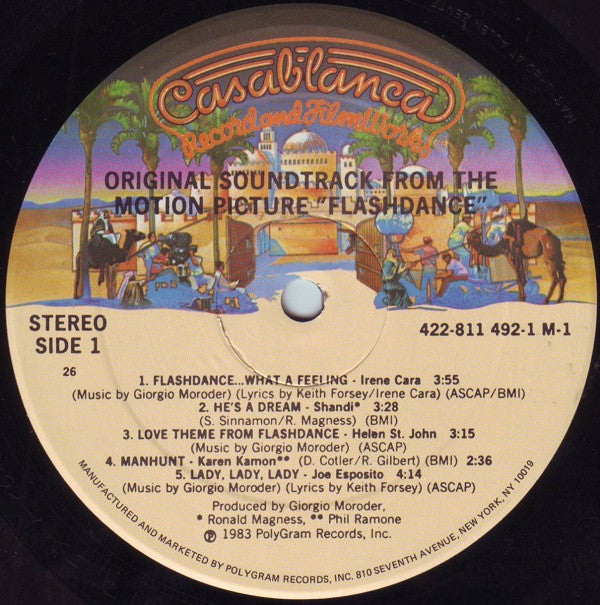 Casablanca
Record and FilmWorks
ORIGINAL SOUNDTRACK FROM THE
MOTION PICTURE "FLASHDANCE"
STEREO
SIDE 1
422-811 492-1 M-1
26
1. FLASHDANCE...WHAT A FEELING - Irene Cara 3:55
(Music by Giorgio Moroder) (Lyrics by Keith Forsey/Irene Cara) (ASCAP/BMI)
2. HE'S A DREAM - Shandi* 3:28
(S. Sinnamon/R. Magness) (BMI)
3. LOVE THEME FROM FLASHDANCE - Helen St. John 3:15
(Music by Giorgio Moroder) (ASCAP)
4. MANHUNT - Karen Kamon** (D. Cotler/R. Gilbert) (BMI) 2:36
5. LADY, LADY, LADY - Joe Esposito 4:14
(Music by Giorgio Moroder) (Lyrics by Keith Forsey) (ASCAP)
Produced by Giorgio Moroder,
* Ronald Magness, ** Phil Ramone
℗ 1983 PolyGram Records, Inc.
MANUFACTURED AND MARKETED BY POLYGRAM RECORDS, INC. 810 SEVENTH AVENUE, NEW YORK, NY 10019